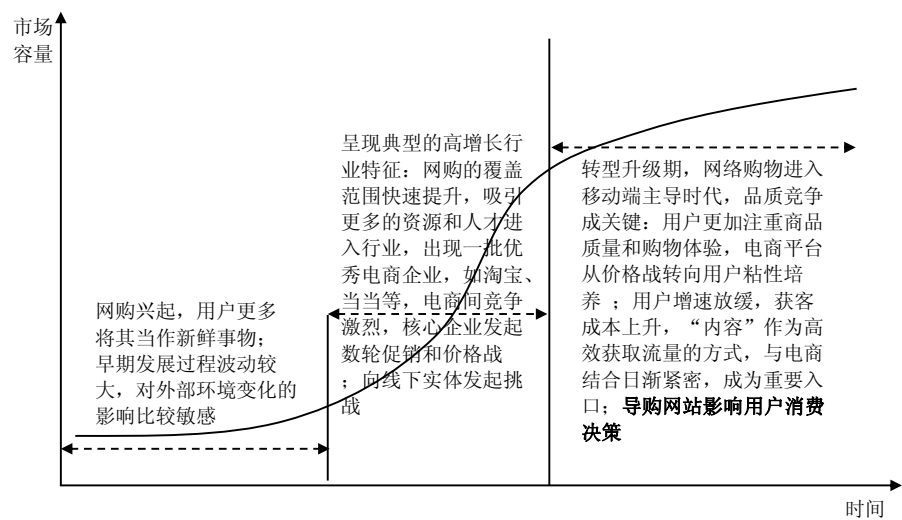 市场
容量
网购兴起，用户更多
将其当作新鲜事物；
早期发展过程波动较
大，对外部环境变化的
影响比较敏感
呈现典型的高增长行
业特征：网购的覆盖
范围快速提升，吸引
更多的资源和人才进
入行业，出现一批优
秀电商企业，如淘宝、
当当等，电商间竞争
激烈，核心企业发起
数轮促销和价格战
；向线下实体发起挑
战
转型升级期，网络购物进入
移动端主导时代，品质竞争
成关键：用户更加注重商品
质量和购物体验，电商平台
从价格战转向用户粘性培
养 ；用户增速放缓，获客
成本上升，“内容”作为高
效获取流量的方式，与电商
结合日渐紧密，成为重要入
口；导购网站影响用户消费
决策
时间